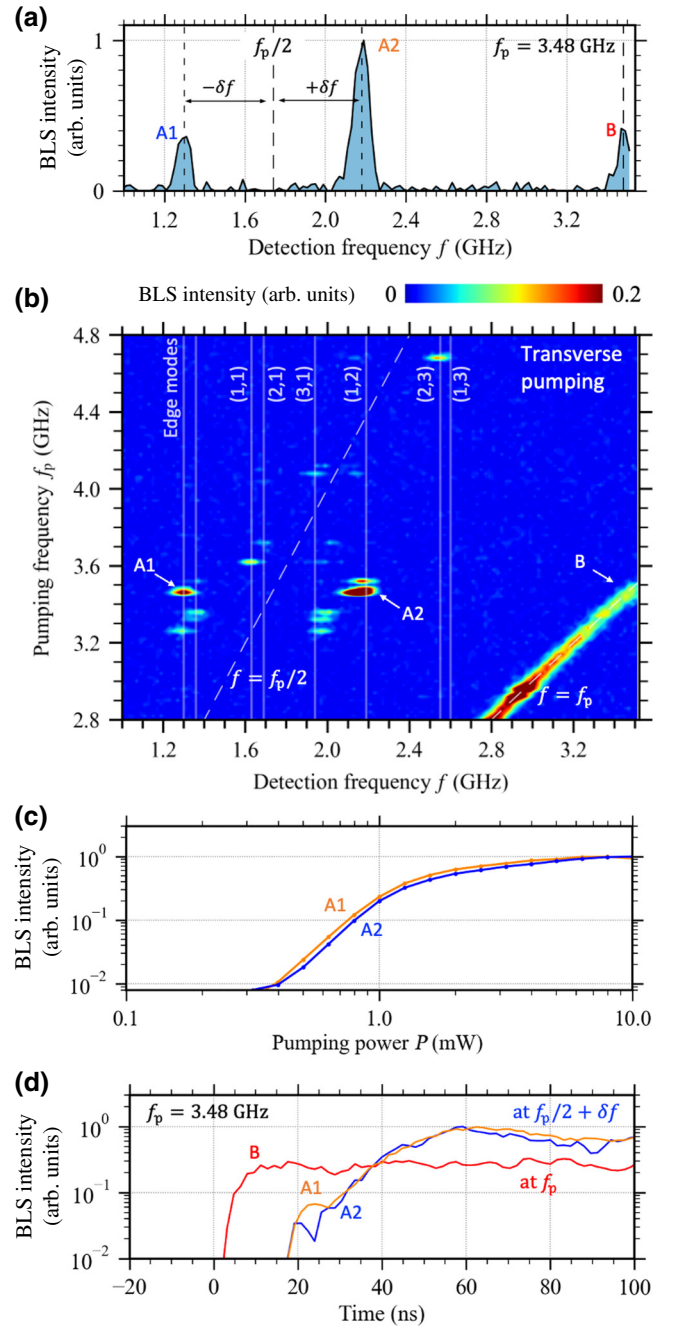 (a)
BLS intensity
(arb. units)
1
0
f_p/2
A2
f_p = 3.48 GHz
−δf
+δf
A1
B
1.2
1.6
2.0
2.4
2.8
3.2
Detection frequency f (GHz)
(b)
BLS intensity (arb. units)
0
0.2
Pumping frequency f_p (GHz)
4.8
4.4
4.0
3.6
3.2
2.8
Edge modes
(1,1)
(2,1)
(3,1)
(1,2)
(2,3)
(1,3)
Transverse
pumping
A1
A2
B
f = f_p/2
f = f_p
1.2
1.6
2.0
2.4
2.8
3.2
Detection frequency f (GHz)
(c)
BLS intensity
(arb. units)
10⁰
10⁻¹
10⁻²
A1
A2
0.1
1.0
10.0
Pumping power P (mW)
(d)
BLS intensity
(arb. units)
10⁰
10⁻¹
10⁻²
f_p = 3.48 GHz
at f_p/2 + δf
B
A1
A2
at f_p
−20
0
20
40
60
80
100
Time (ns)